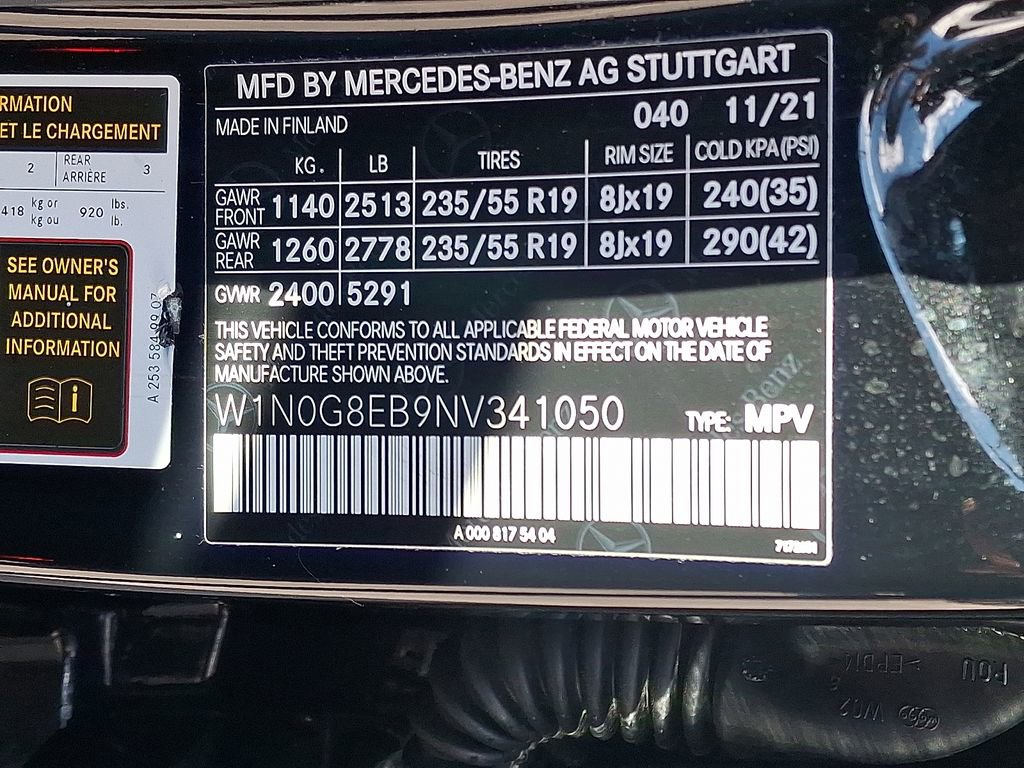 RMATION
ET LE CHARGEMENT
2 REAR ARRIÈRE 3
418 kg or kg ou 920 lbs. lb.
SEE OWNER'S
MANUAL FOR
ADDITIONAL
INFORMATION
i
A 253 584 99 07
MFD BY MERCEDES-BENZ AG STUTTGART
MADE IN FINLAND 040 11/21
KG. LB TIRES RIM SIZE COLD KPA(PSI)
GAWR FRONT 1140 2513 235/55 R19 8Jx19 240(35)
GAWR REAR 1260 2778 235/55 R19 8Jx19 290(42)
GVWR 2400 5291
THIS VEHICLE CONFORMS TO ALL APPLICABLE FEDERAL MOTOR VEHICLE
SAFETY AND THEFT PREVENTION STANDARDS IN EFFECT ON THE DATE OF
MANUFACTURE SHOWN ABOVE.
W1N0G8EB9NV341050 TYPE: MPV
A 000 817 54 04